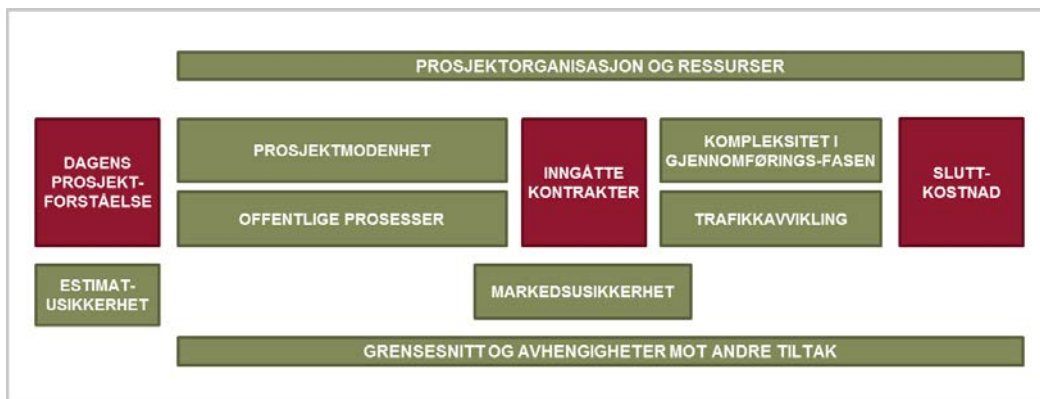 PROSJEKTORGANISASJON OG RESSURSER
DAGENS
PROSJEKT-
FORSTÅELSE
PROSJEKTMODENHET
OFFENTLIGE PROSESSER
INNGÅTTE
KONTRAKTER
KOMPLEKSITET I
GJENNOMFØRINGS-FASEN
TRAFIKKAVVIKLING
SLUTT-
KOSTNAD
ESTIMAT-
USIKKERHET
MARKEDSUSIKKERHET
GRENSESNITT OG AVHENGIGHETER MOT ANDRE TILTAK